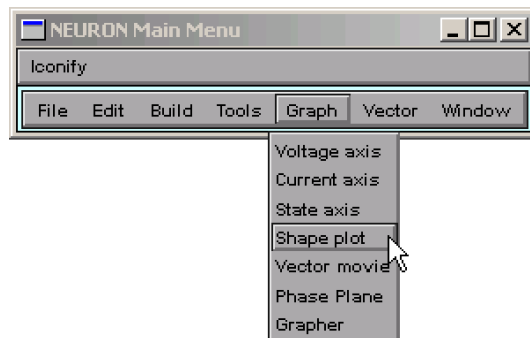 NEURON Main Menu
Iconify
File Edit Build Tools Graph Vector Window
Voltage axis
Current axis
State axis
Shape plot
Vector movie
Phase Plane
Grapher